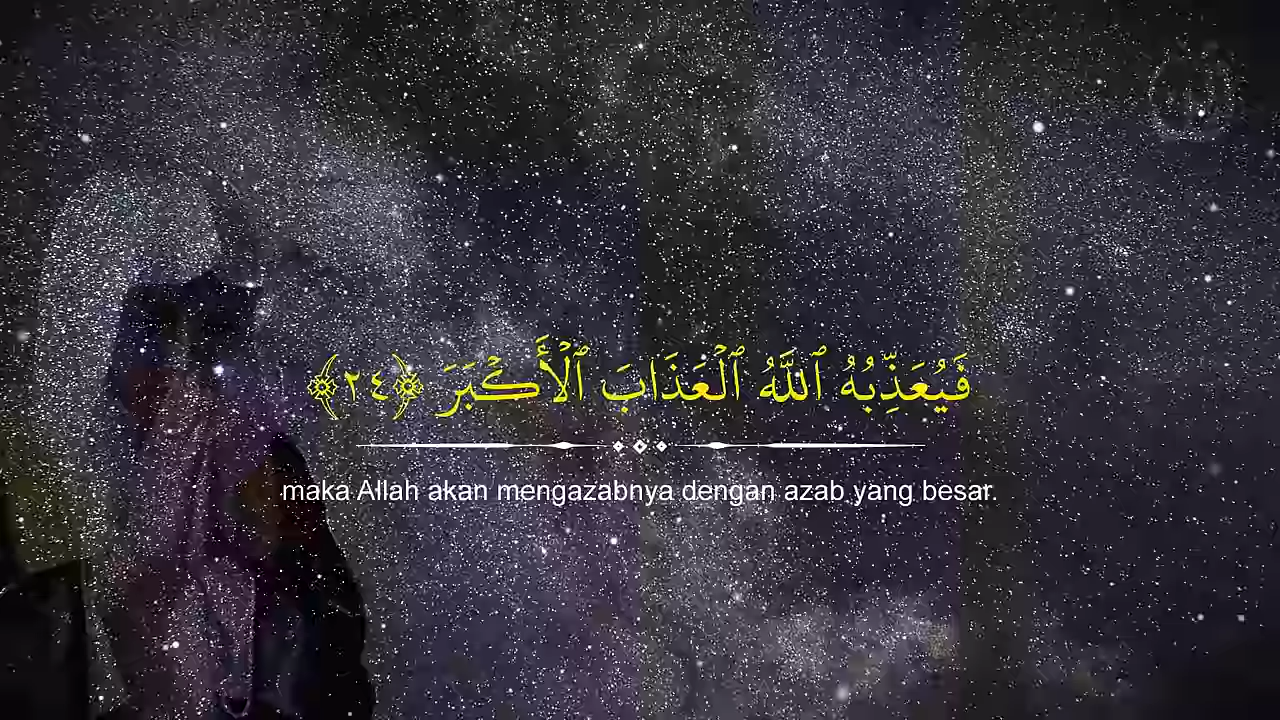 فَيُعَذِّبُهُ ٱللَّهُ ٱلْعَذَابَ ٱلْأَكْبَرَ ﴿٢٤﴾
maka Allah akan mengazabnya dengan azab yang besar.